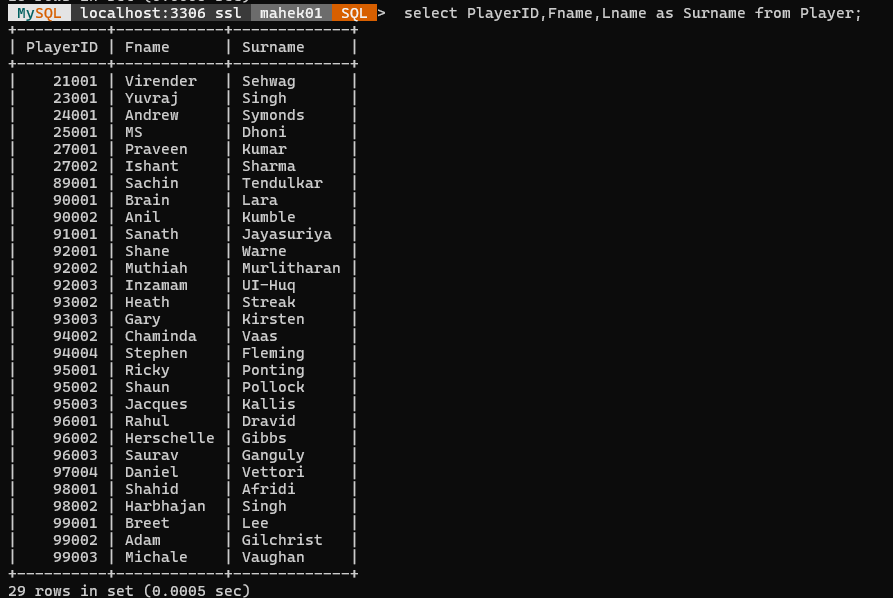 MySQL localhost:3306 ssl mahek01 SQL > select PlayerID,Fname,Lname as Surname from Player;
+----------+------------+-------------+
| PlayerID | Fname      | Surname     |
+----------+------------+-------------+
|    21001 | Virender   | Sehwag      |
|    23001 | Yuvraj     | Singh       |
|    24001 | Andrew     | Symonds     |
|    25001 | MS         | Dhoni       |
|    27001 | Praveen    | Kumar       |
|    27002 | Ishant     | Sharma      |
|    89001 | Sachin     | Tendulkar   |
|    90001 | Brain      | Lara        |
|    90002 | Anil       | Kumble      |
|    91001 | Sanath     | Jayasuriya  |
|    92001 | Shane      | Warne       |
|    92002 | Muthiah    | Murlitharan |
|    92003 | Inzamam    | UI-Huq      |
|    93002 | Heath      | Streak      |
|    93003 | Gary       | Kirsten     |
|    94002 | Chaminda   | Vaas        |
|    94004 | Stephen    | Fleming     |
|    95001 | Ricky      | Ponting     |
|    95002 | Shaun      | Pollock     |
|    95003 | Jacques    | Kallis      |
|    96001 | Rahul      | Dravid      |
|    96002 | Herschelle | Gibbs       |
|    96003 | Saurav     | Ganguly     |
|    97004 | Daniel     | Vettori     |
|    98001 | Shahid     | Afridi      |
|    98002 | Harbhajan  | Singh       |
|    99001 | Breet      | Lee         |
|    99002 | Adam       | Gilchrist   |
|    99003 | Michale    | Vaughan     |
+----------+------------+-------------+
29 rows in set (0.0005 sec)